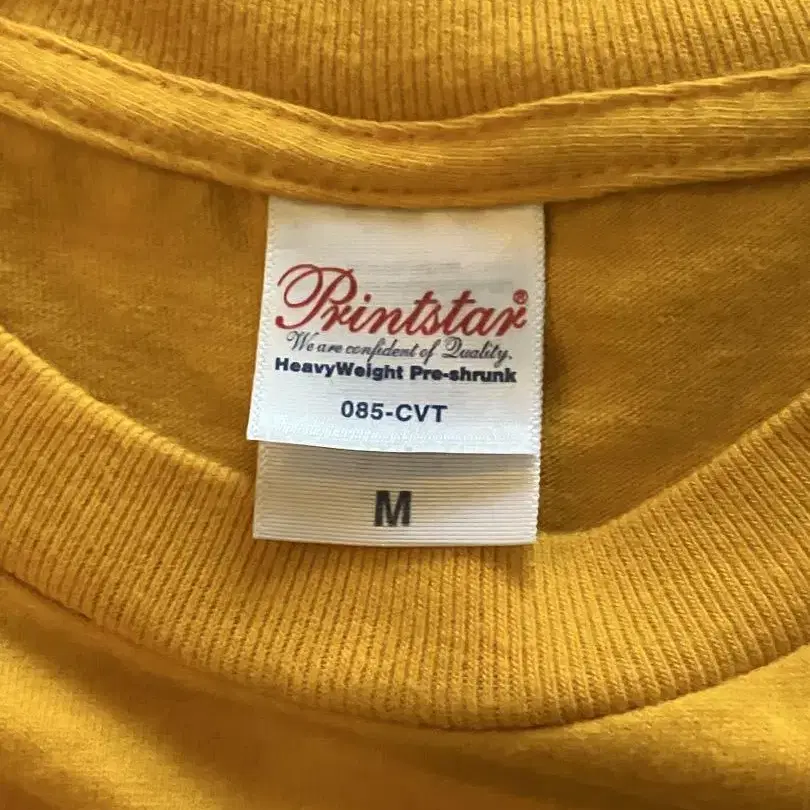 Printstar®
We are confident of Quality.
HeavyWeight Pre-shrunk
085-CVT
M